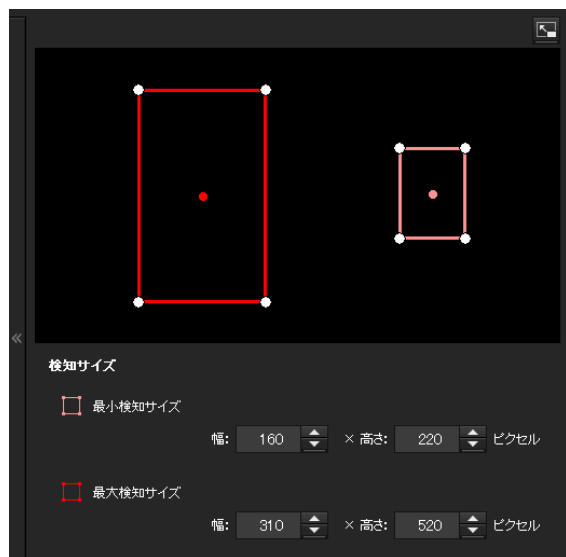 «
検知サイズ
最小検知サイズ
幅: 160 × 高さ: 220 ピクセル
最大検知サイズ
幅: 310 × 高さ: 520 ピクセル